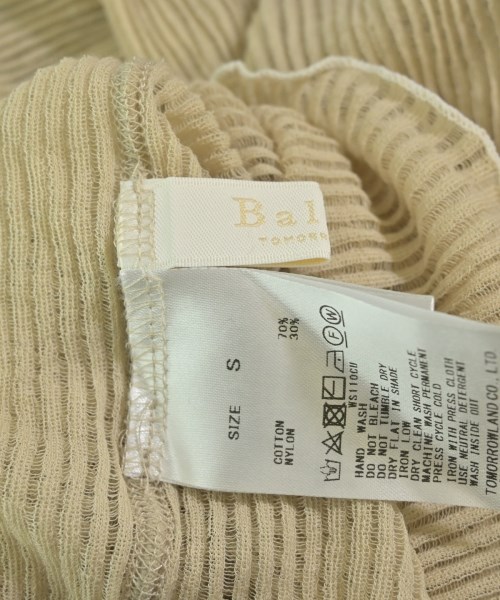 Bal
TOMORR
SIZE S
COTTON 70%
NYLON 30%
WS110CU
HAND WASH
DO NOT BLEACH
DO NOT TUMBLE DRY
DRY FLAT IN SHADE
IRON LOW
DRY CLEAN SHORT CYCLE
MACHINE WASH PERMANENT
PRESS CYCLE COLD
IRON WITH PRESS CLOTH
USE NEUTRAL DETERGENT
WASH INSIDE OUT
TOMORROWLAND CO. LTD.